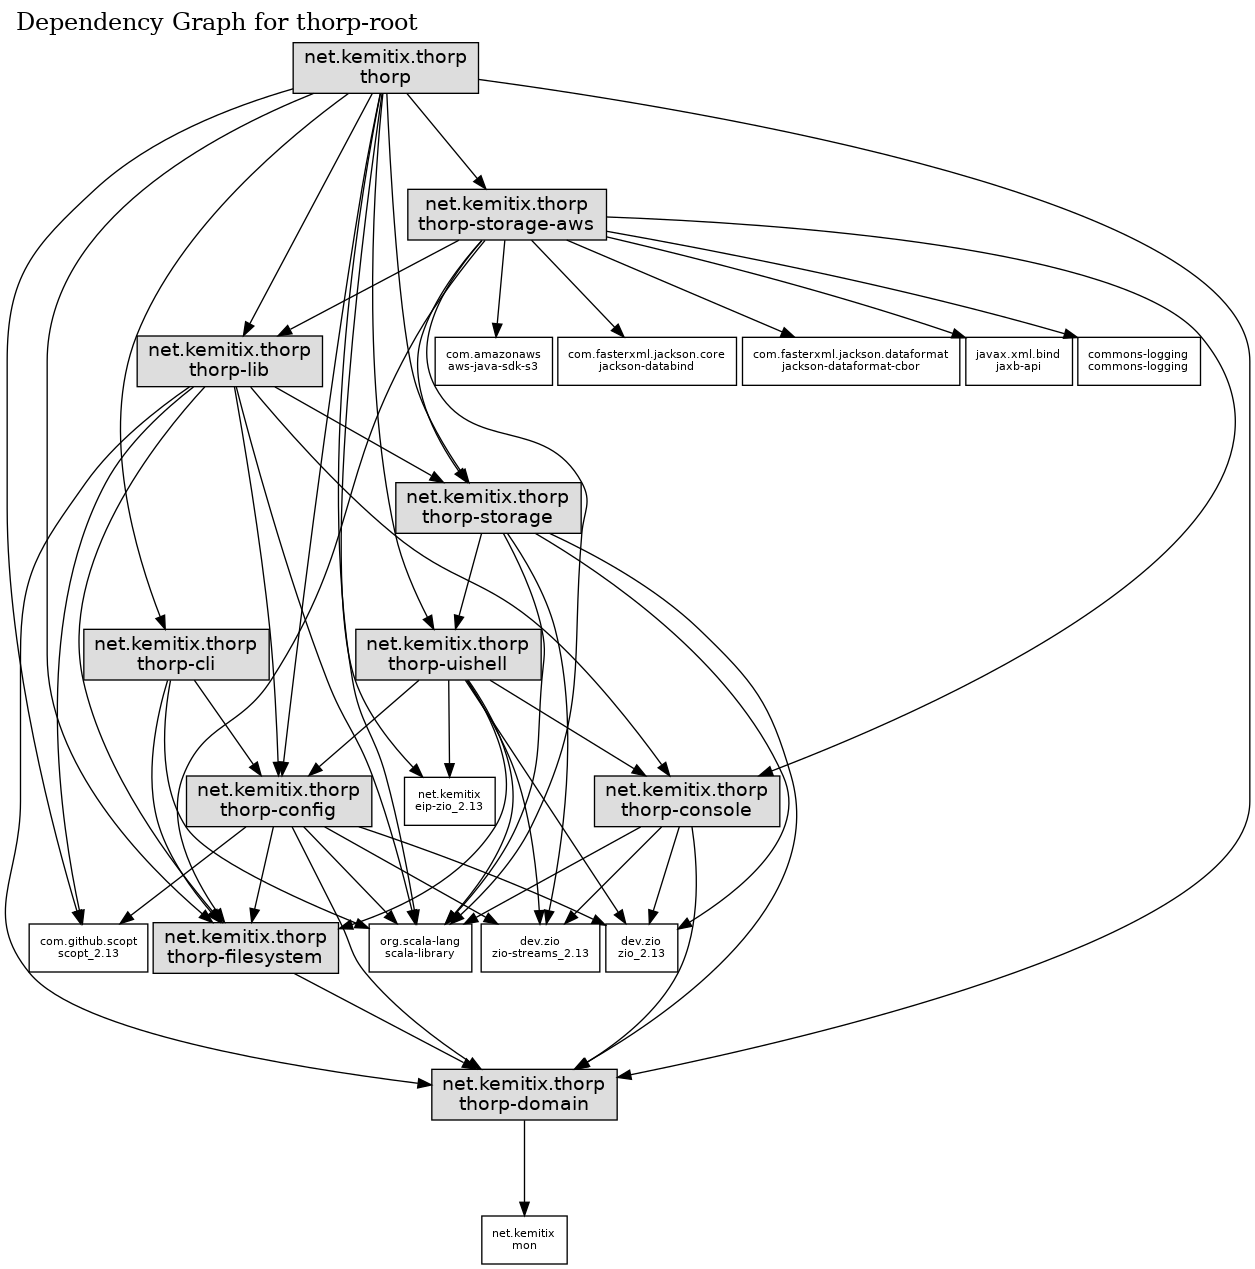 Dependency Graph for thorp-root
net.kemitix.thorp
thorp
net.kemitix.thorp
thorp-storage-aws
net.kemitix.thorp
thorp-lib
com.amazonaws
aws-java-sdk-s3
com.fasterxml.jackson.core
jackson-databind
com.fasterxml.jackson.dataformat
jackson-dataformat-cbor
javax.xml.bind
jaxb-api
commons-logging
commons-logging
net.kemitix.thorp
thorp-storage
net.kemitix.thorp
thorp-cli
net.kemitix.thorp
thorp-uishell
net.kemitix.thorp
thorp-config
net.kemitix
eip-zio_2.13
net.kemitix.thorp
thorp-console
com.github.scopt
scopt_2.13
net.kemitix.thorp
thorp-filesystem
org.scala-lang
scala-library
dev.zio
zio-streams_2.13
dev.zio
zio_2.13
net.kemitix.thorp
thorp-domain
net.kemitix
mon